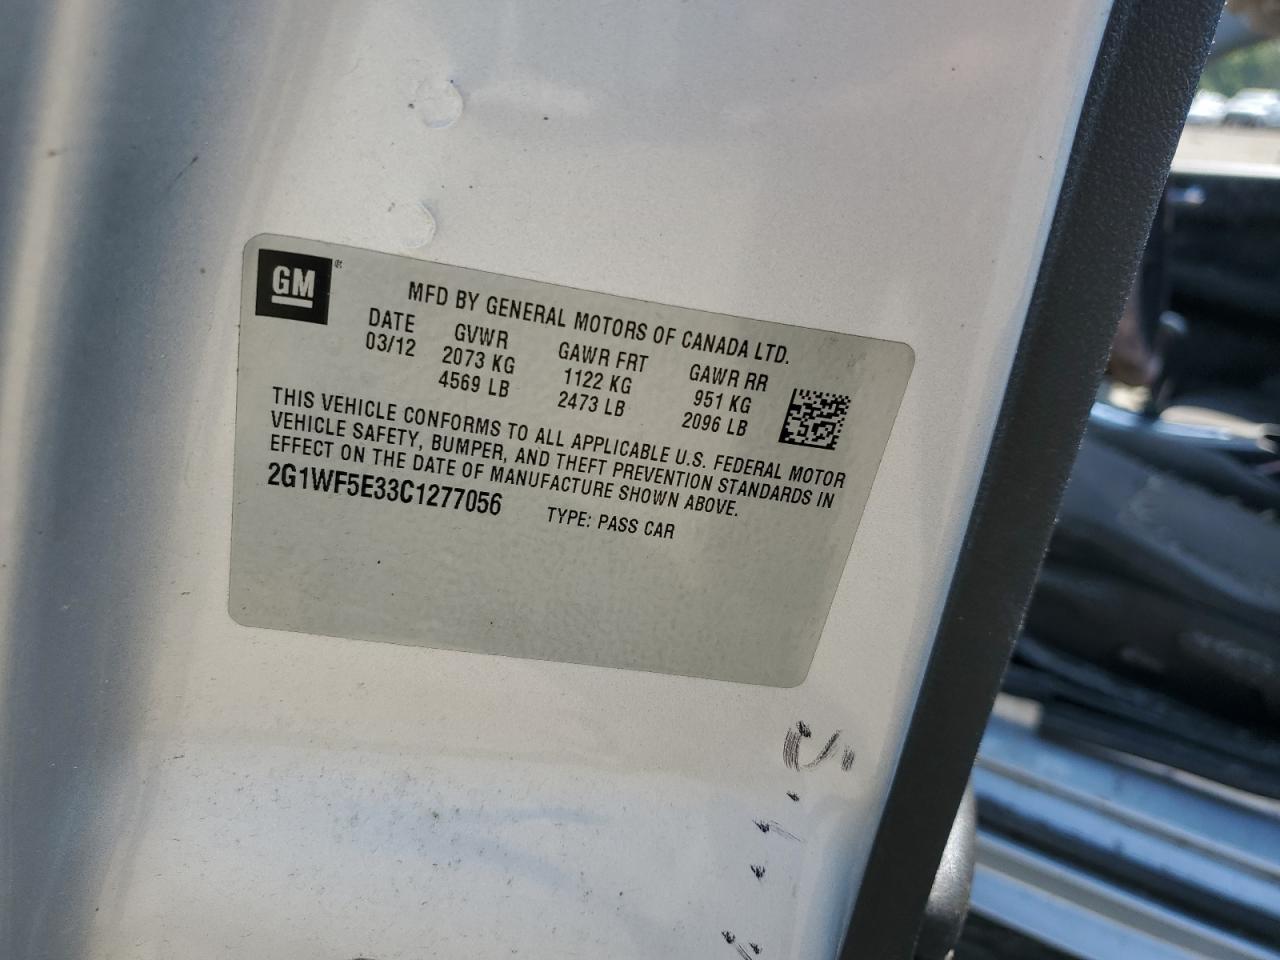 GM
MFD BY GENERAL MOTORS OF CANADA LTD.
DATE GVWR GAWR FRT GAWR RR
03/12 2073 KG 1122 KG 951 KG
4569 LB 2473 LB 2096 LB
THIS VEHICLE CONFORMS TO ALL APPLICABLE U.S. FEDERAL MOTOR
VEHICLE SAFETY, BUMPER, AND THEFT PREVENTION STANDARDS IN
EFFECT ON THE DATE OF MANUFACTURE SHOWN ABOVE.
2G1WF5E33C1277056 TYPE: PASS CAR